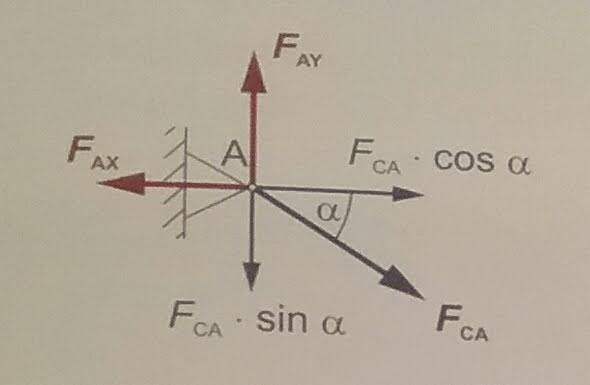 F_AY
F_AX
A
F_CA · cos α
α
F_CA · sin α
F_CA